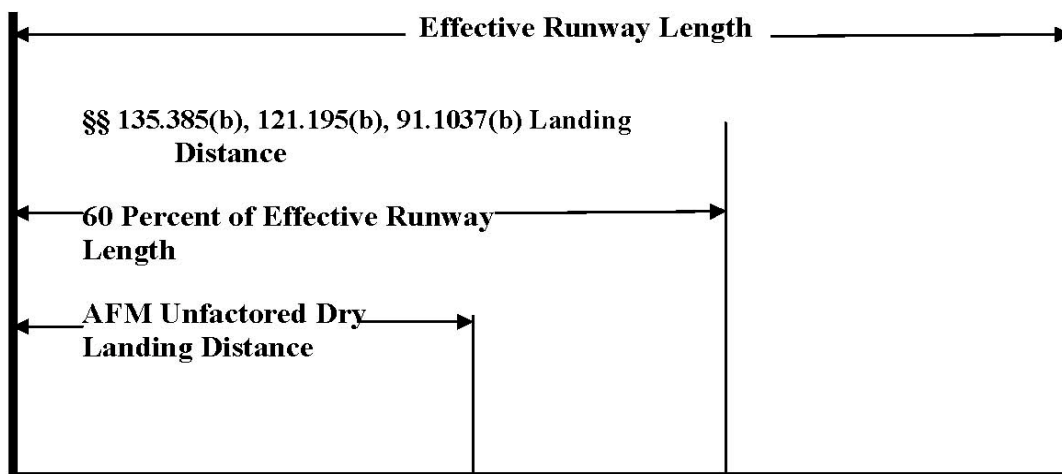 Effective Runway Length
§§ 135.385(b), 121.195(b), 91.1037(b) Landing
Distance
60 Percent of Effective Runway
Length
AFM Unfactored Dry
Landing Distance